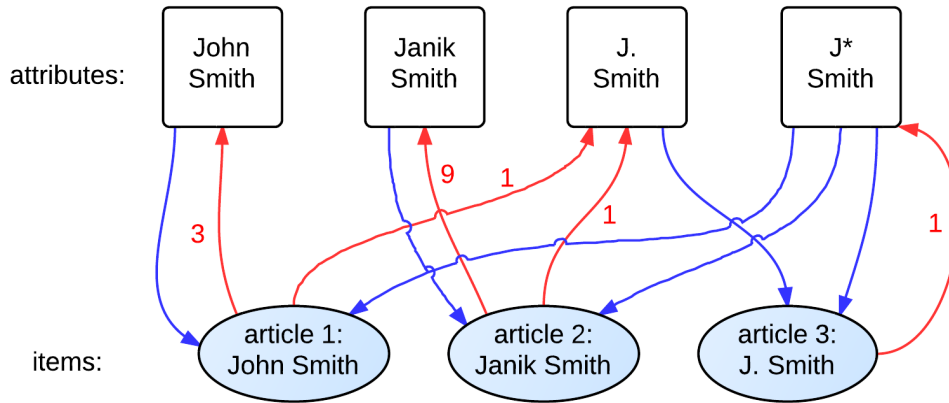 attributes:
John
Smith
Janik
Smith
J.
Smith
J*
Smith
3
9
1
1
1
items:
article 1:
John Smith
article 2:
Janik Smith
article 3:
J. Smith